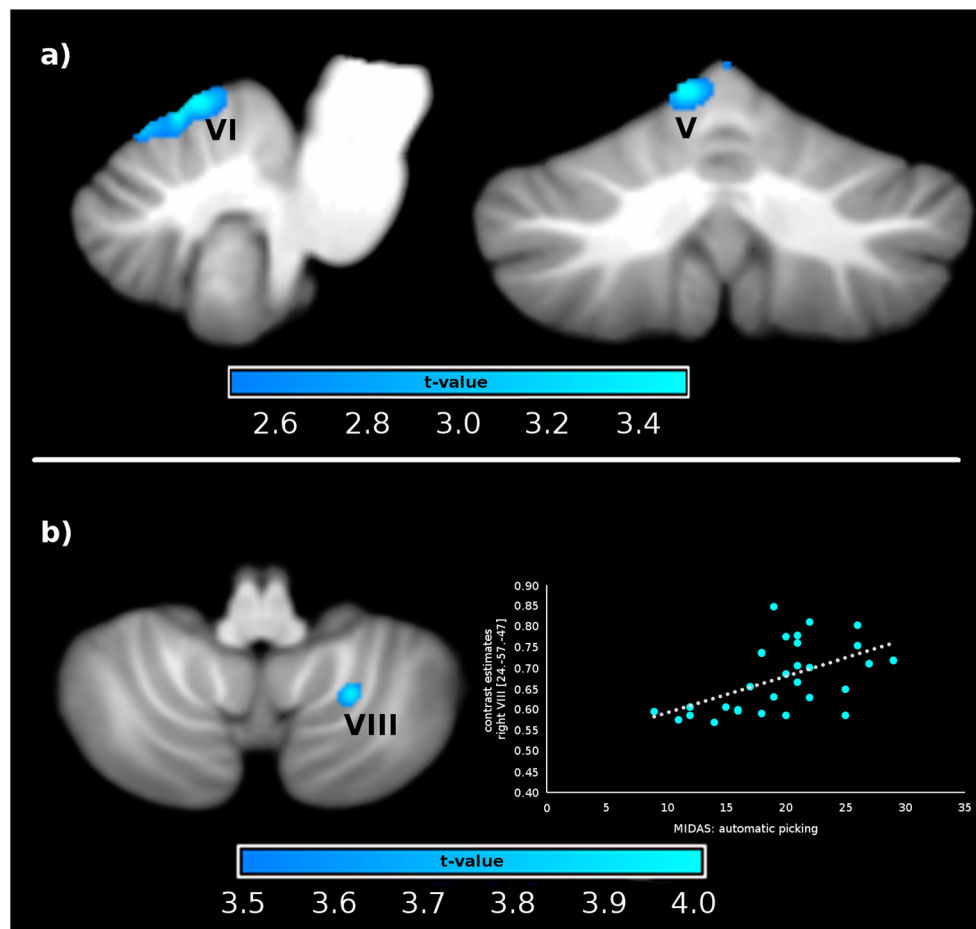 a)
VI
V
t-value
2.6 2.8 3.0 3.2 3.4
b)
VIII
0.90
0.85
0.80
0.75
0.70
0.65
0.60
0.55
0.50
0.45
0.40
contrast estimates
right VIII [24.-57.-47]
0 5 10 15 20 25 30 35
MIDAS: automatic picking
t-value
3.5 3.6 3.7 3.8 3.9 4.0